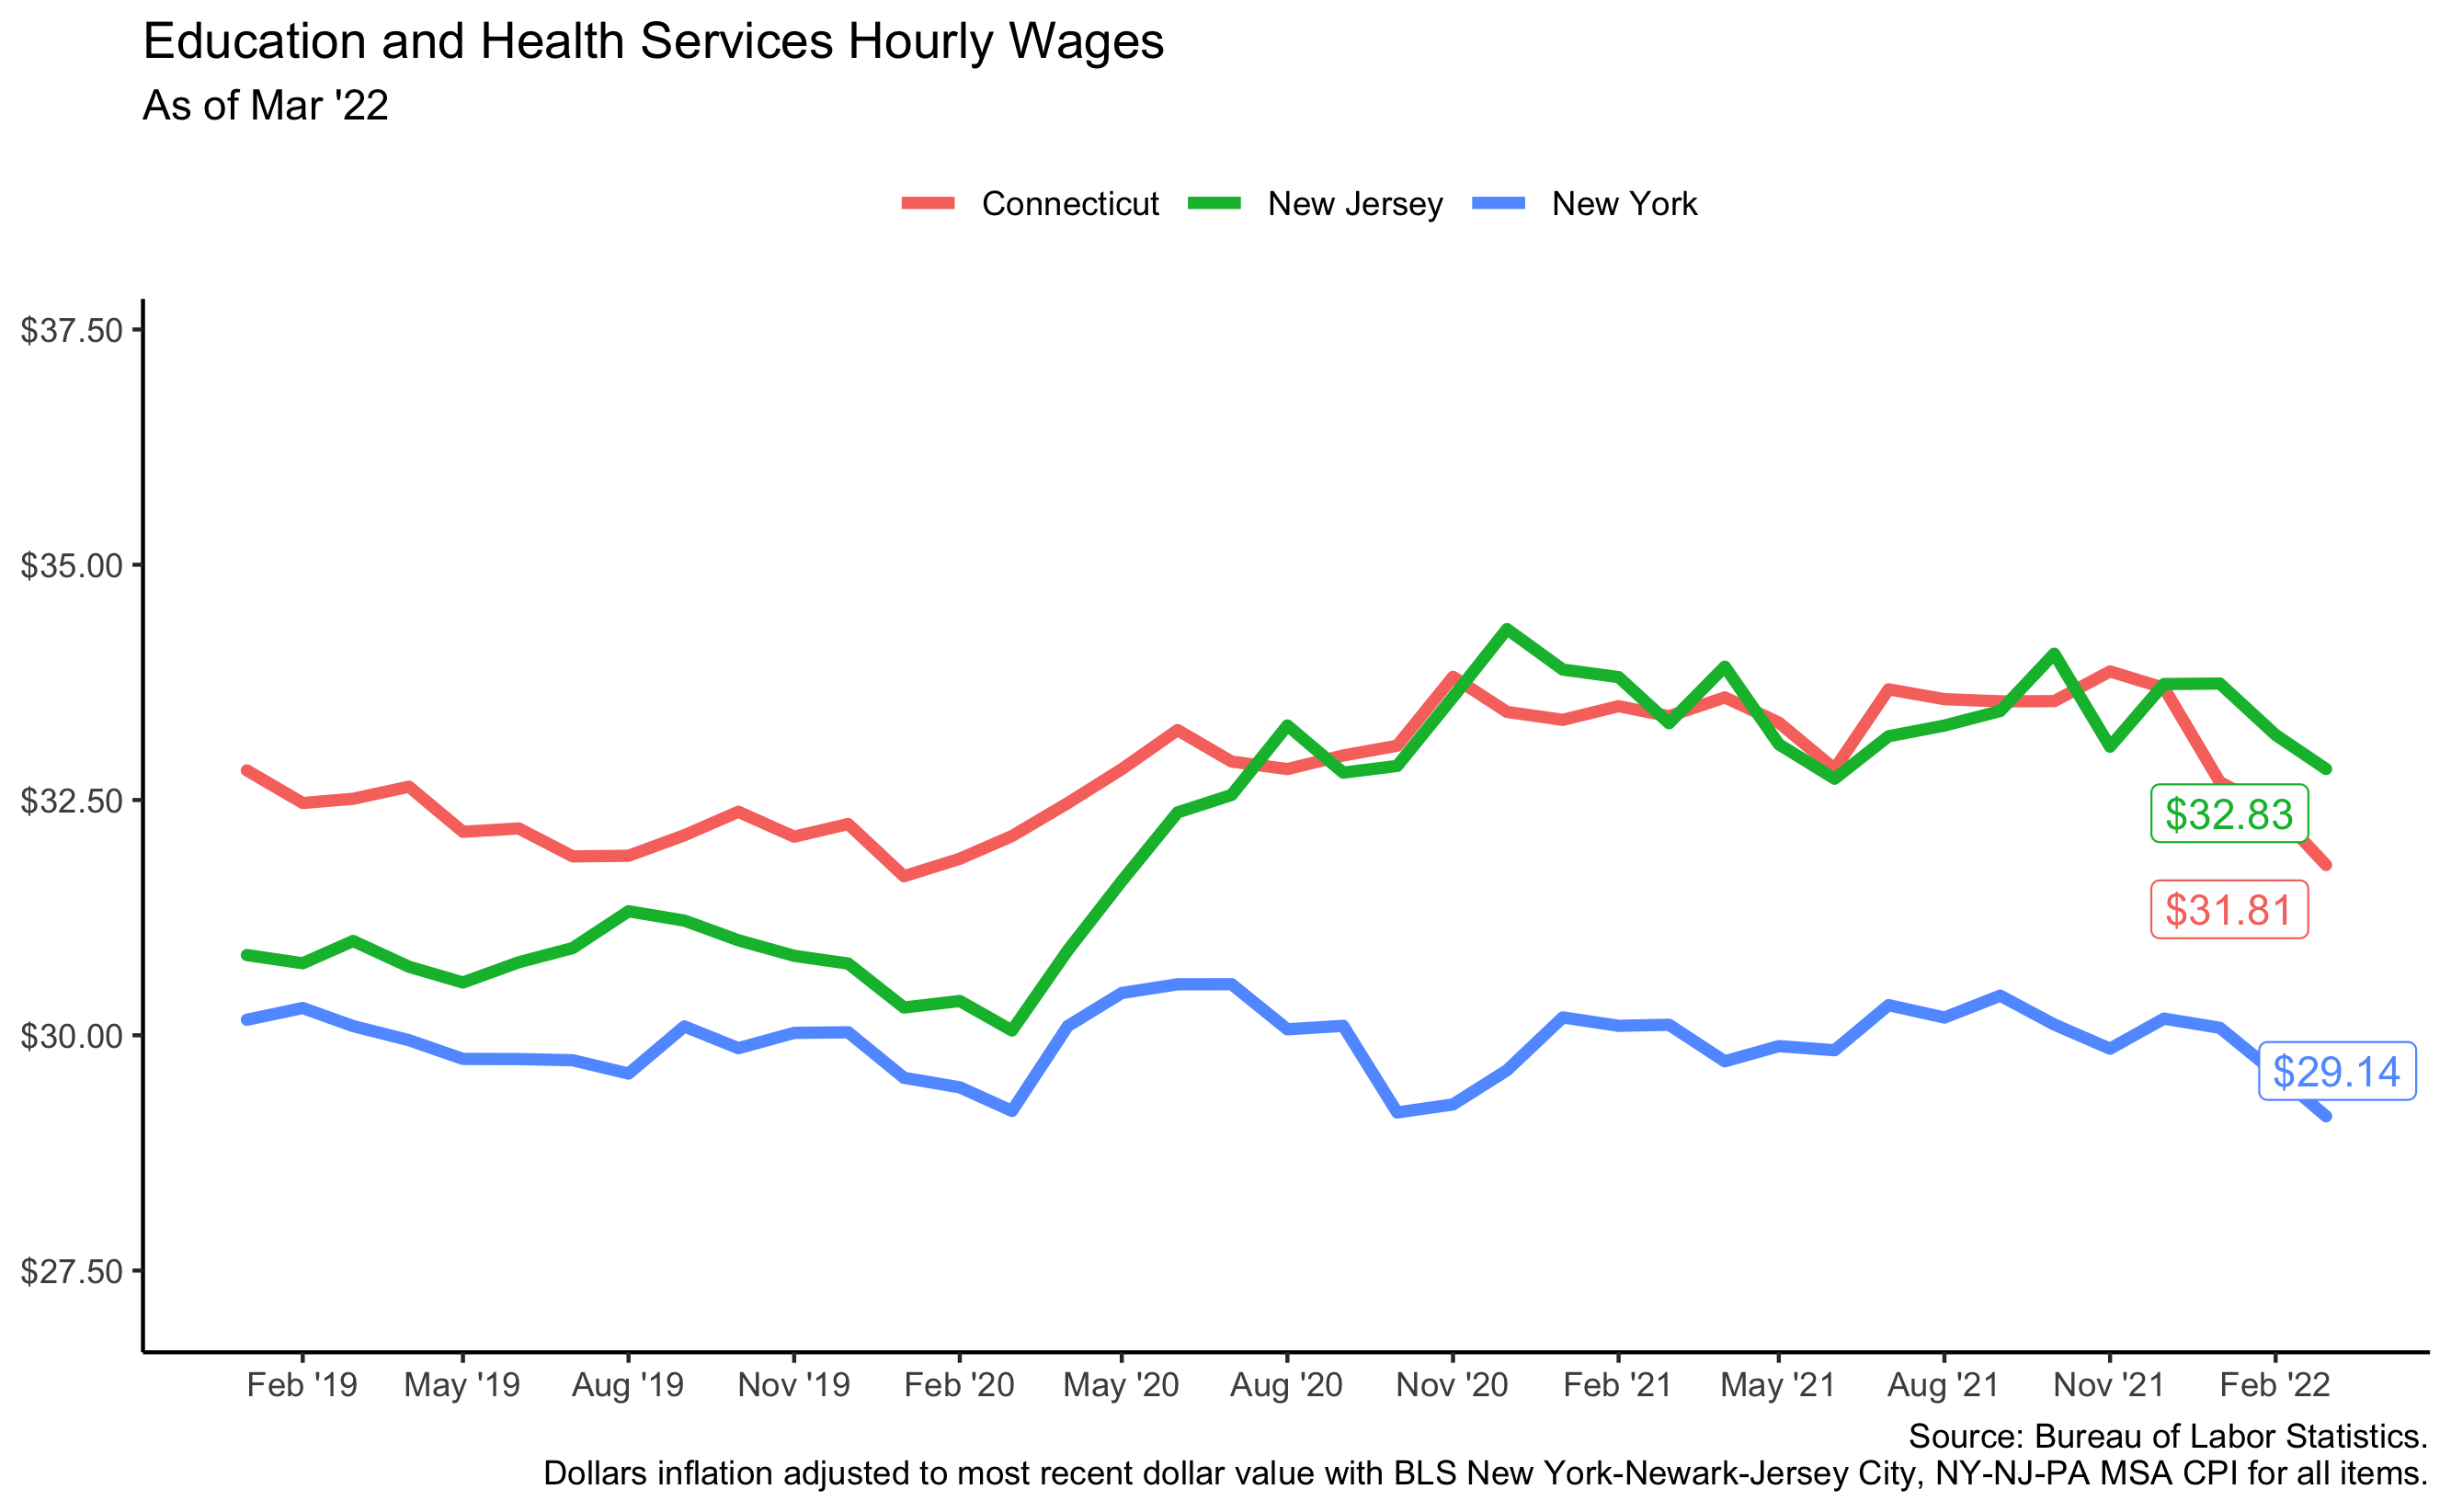 Education and Health Services Hourly Wages
As of Mar '22
Connecticut New Jersey New York
$37.50
$35.00
$32.50
$30.00
$27.50
$32.83
$31.81
$29.14
Feb '19 May '19 Aug '19 Nov '19 Feb '20 May '20 Aug '20 Nov '20 Feb '21 May '21 Aug '21 Nov '21 Feb '22
Source: Bureau of Labor Statistics.
Dollars inflation adjusted to most recent dollar value with BLS New York-Newark-Jersey City, NY-NJ-PA MSA CPI for all items.